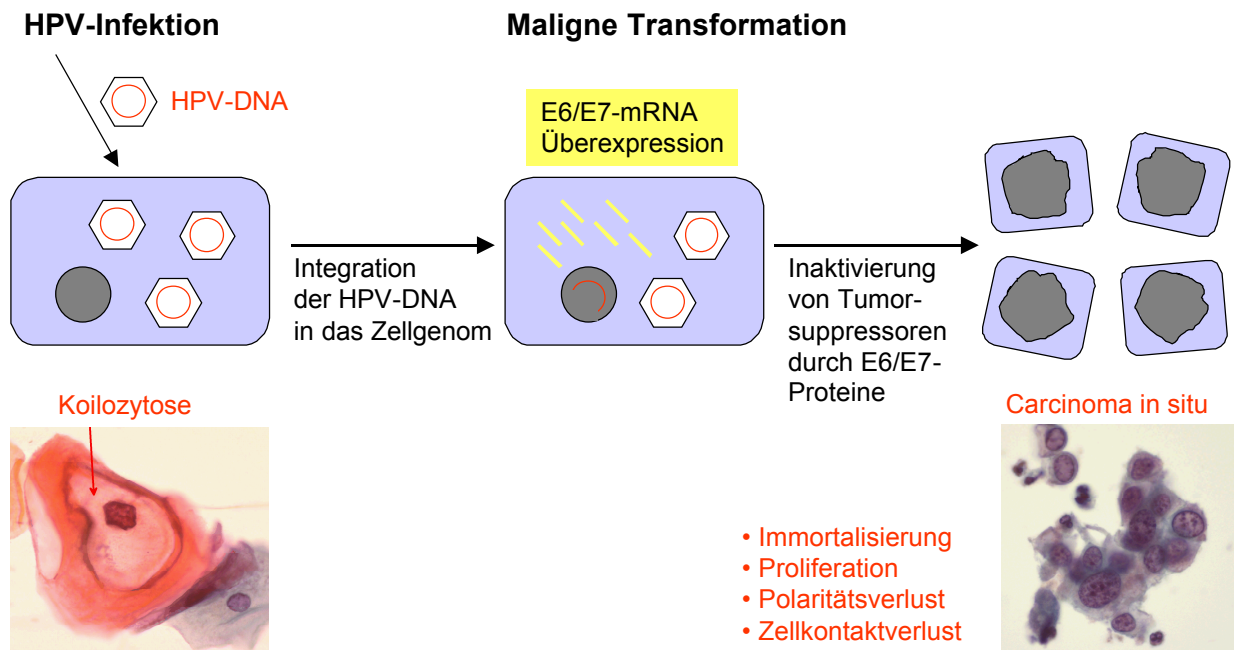 HPV-Infektion
Maligne Transformation
HPV-DNA
E6/E7-mRNA
Überexpression
Integration
der HPV-DNA
in das Zellgenom
Inaktivierung
von Tumor-
suppressoren
durch E6/E7-
Proteine
Koilozytose
Carcinoma in situ
• Immortalisierung
• Proliferation
• Polaritätsverlust
• Zellkontaktverlust